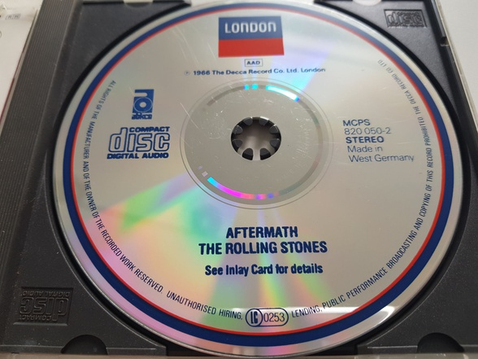 LONDON
AAD
℗ 1966 The Decca Record Co. Ltd. London
COMPACT
disc
DIGITAL AUDIO
MCPS
820 050-2
STEREO
Made in
West Germany
AFTERMATH
THE ROLLING STONES
See Inlay Card for details
ALL RIGHTS OF THE MANUFACTURER AND OF THE OWNER OF THE RECORDED WORK RESERVED. UNAUTHORISED HIRING, LC 0253 LENDING PUBLIC PERFORMANCE BROADCASTING AND COPYING OF THIS RECORD PROHIBITED.